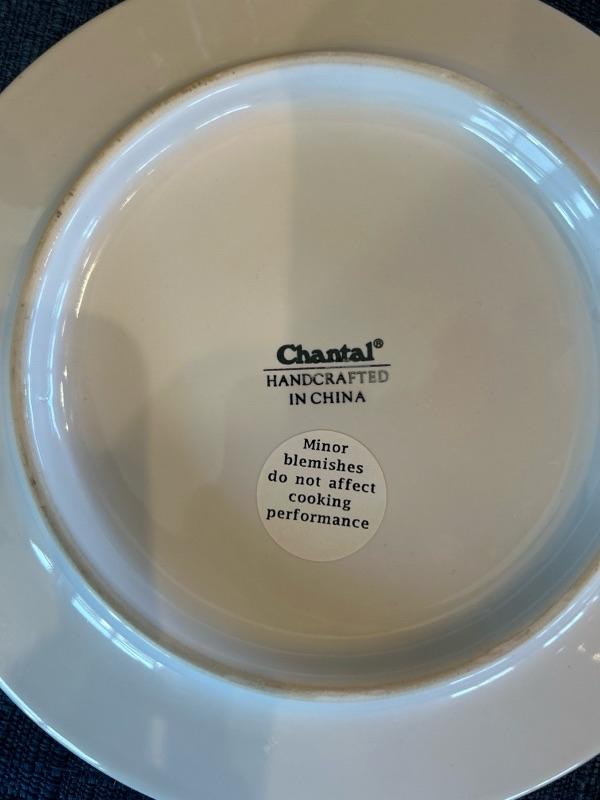 Chantal®
HANDCRAFTED
IN CHINA
Minor
blemishes
do not affect
cooking
performance